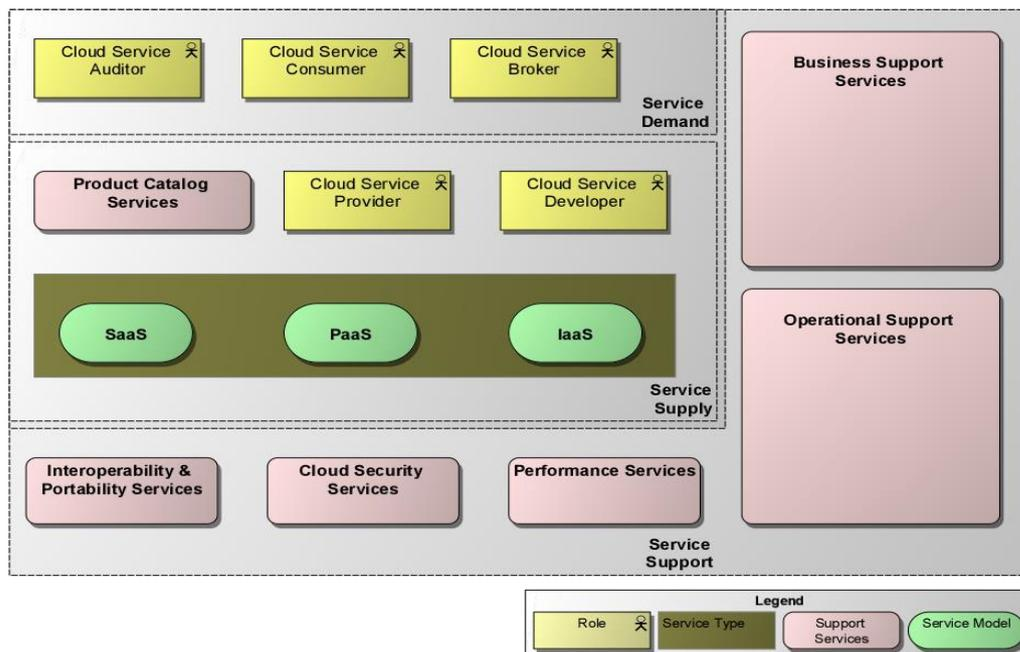 Cloud Service
Auditor
Cloud Service
Consumer
Cloud Service
Broker
Service
Demand
Business Support
Services
Product Catalog
Services
Cloud Service
Provider
Cloud Service
Developer
SaaS
PaaS
IaaS
Service
Supply
Operational Support
Services
Interoperability &
Portability Services
Cloud Security
Services
Performance Services
Service
Support
Legend
Role
Service Type
Support
Services
Service Model